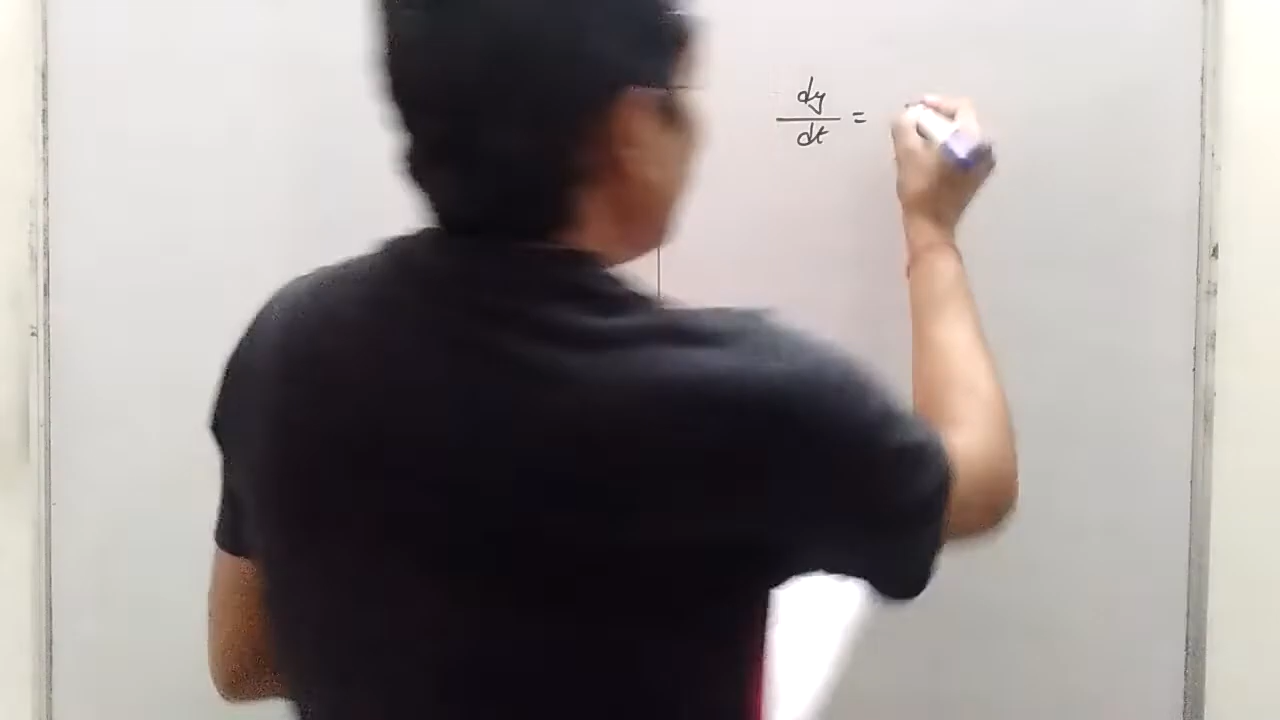 dy/dt =